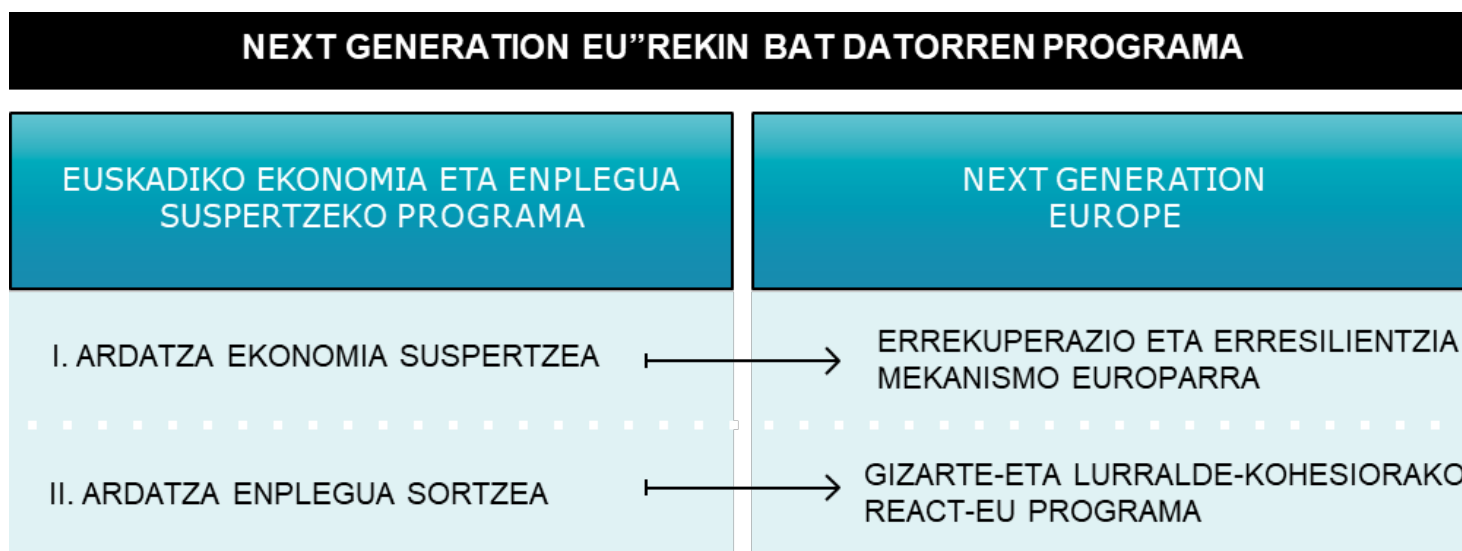 NEXT GENERATION EU”REKIN BAT DATORREN PROGRAMA
EUSKADIKO EKONOMIA ETA ENPLEGUA
SUSPERTZEKO PROGRAMA
NEXT GENERATION
EUROPE
I. ARDATZA EKONOMIA SUSPERTZEA
ERREKUPERAZIO ETA ERRESILIENTZIA
MEKANISMO EUROPARRA
II. ARDATZA ENPLEGUA SORTZEA
GIZARTE-ETA LURRALDE-KOHESIORAKO
REACT-EU PROGRAMA